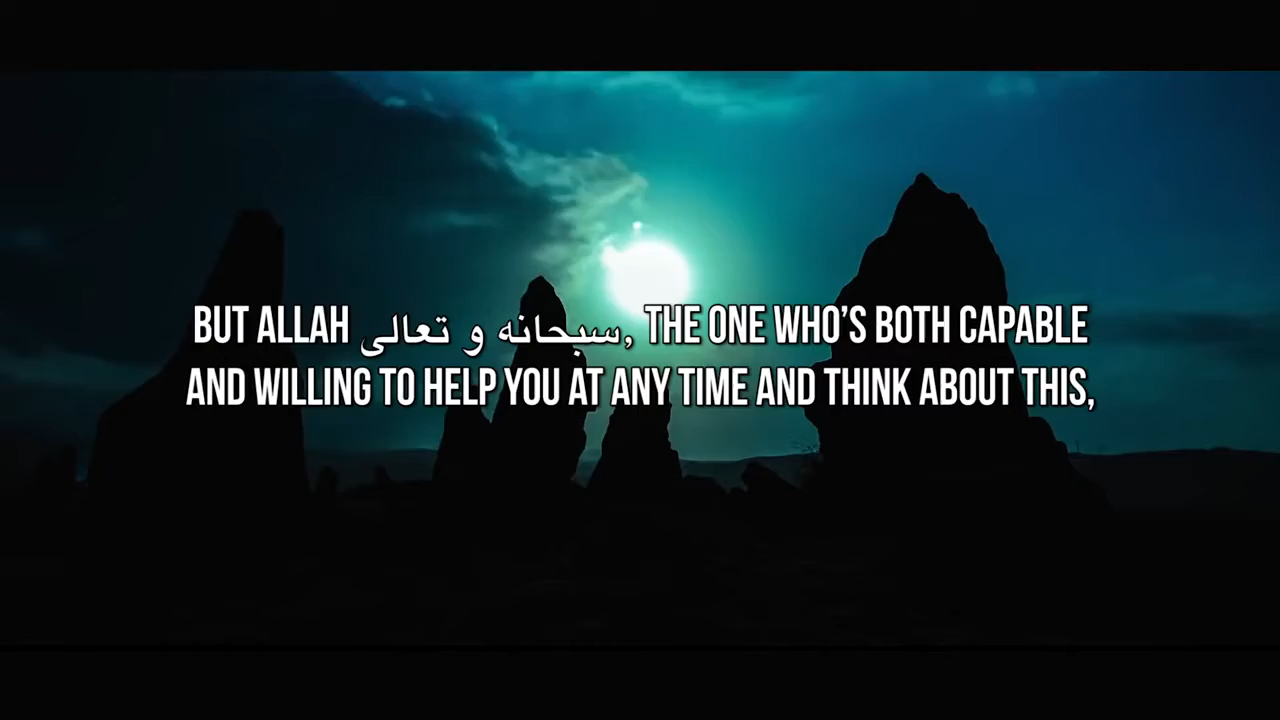 BUT ALLAH سبحانه و تعالى, THE ONE WHO’S BOTH CAPABLE
AND WILLING TO HELP YOU AT ANY TIME AND THINK ABOUT THIS,